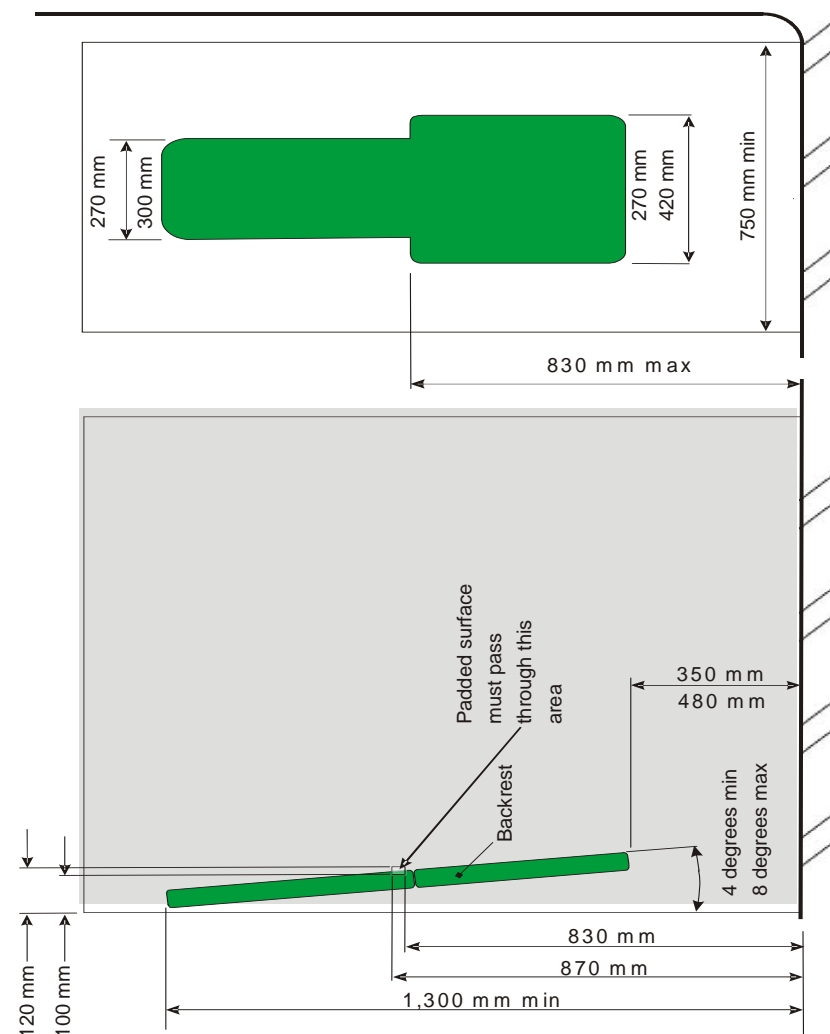 270 mm
300 mm
270 mm
420 mm
750 mm min
830 mm max
Padded surface
must pass
through this
area
Backrest
350 mm
480 mm
4 degrees min
8 degrees max
830 mm
870 mm
1,300 mm min
120 mm
100 mm